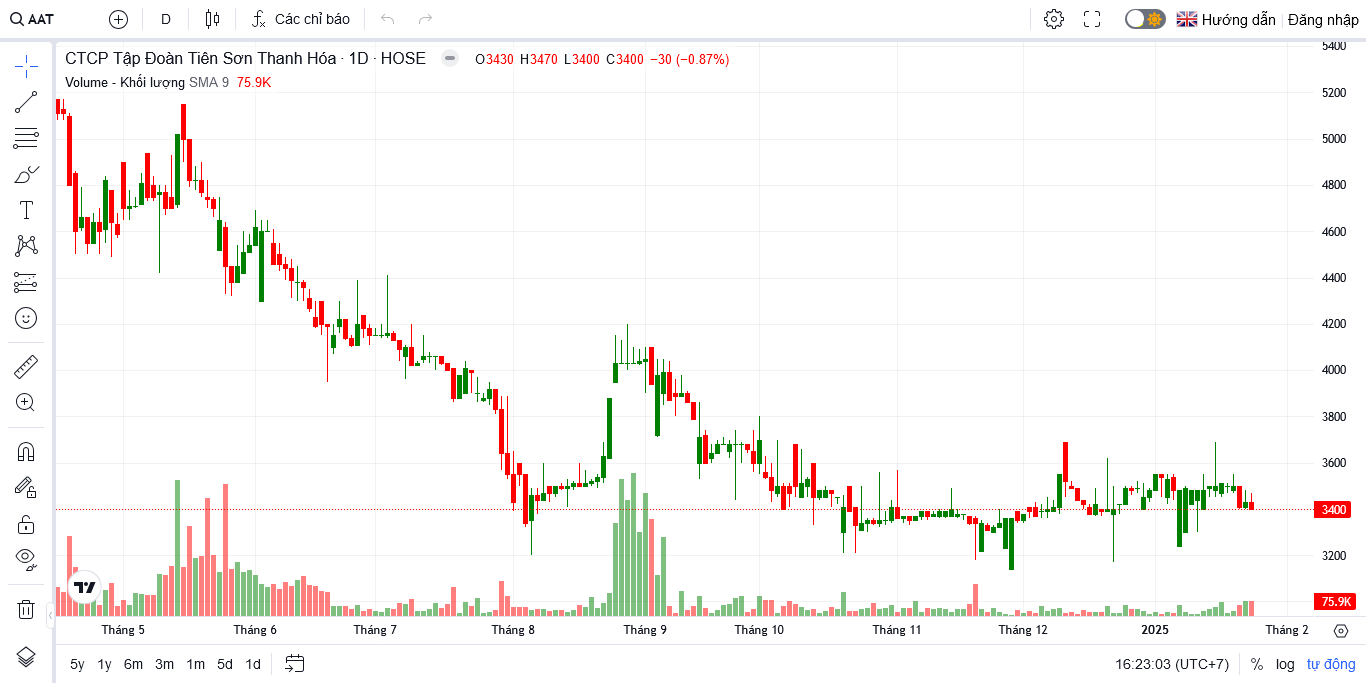 AAT D Các chỉ báo Hướng dẫn Đăng nhập
CTCP Tập Đoàn Tiên Sơn Thanh Hóa · 1D · HOSE O3430 H3470 L3400 C3400 −30 (−0.87%)
Volume - Khối lượng SMA 9 75.9K
5400
5200
5000
4800
4600
4400
4200
4000
3800
3600
3400
3200
75.9K
Tháng 5 Tháng 6 Tháng 7 Tháng 8 Tháng 9 Tháng 10 Tháng 11 Tháng 12 2025 Tháng 2
5y 1y 6m 3m 1m 5d 1d 16:23:03 (UTC+7) % log tự động